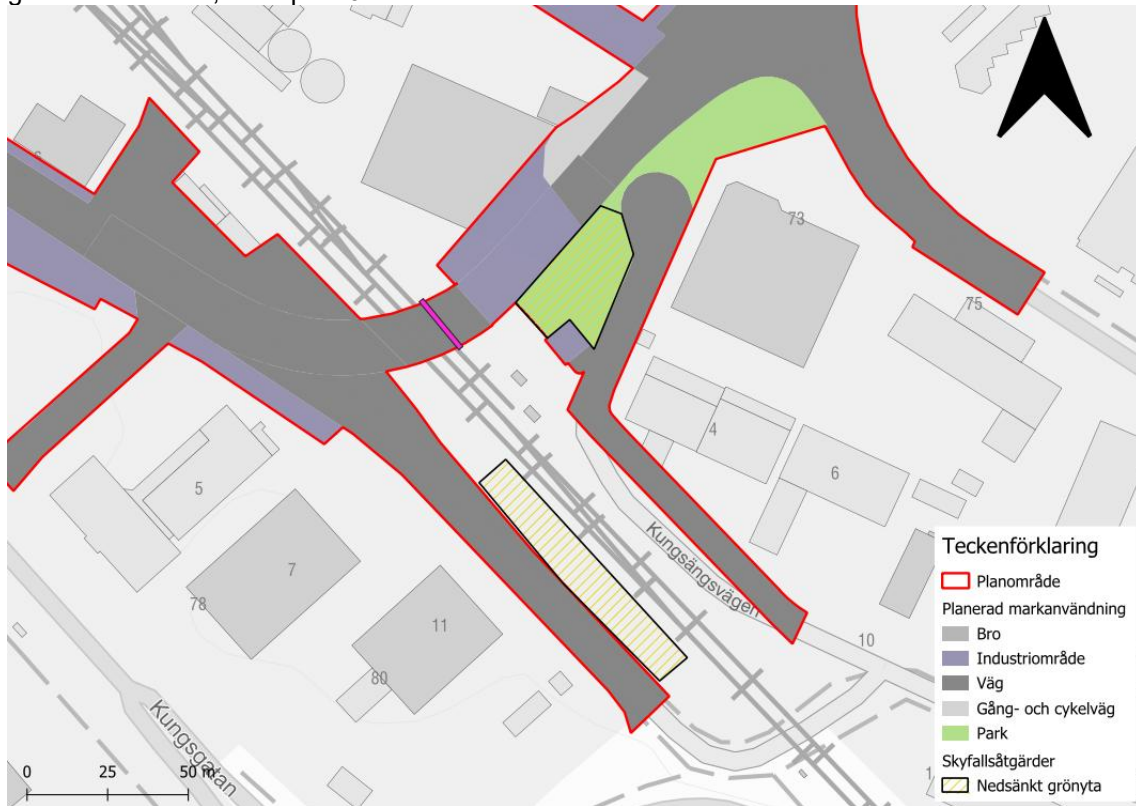 73
75
4
6
5
7
78
11
80
10
Kungsängsvägen
Kungsgatan
0 25 50 m
Teckenförklaring
Planområde
Planerad markanvändning
Bro
Industriområde
Väg
Gång- och cykelväg
Park
Skyfallsåtgärder
Nedsänkt grönyta